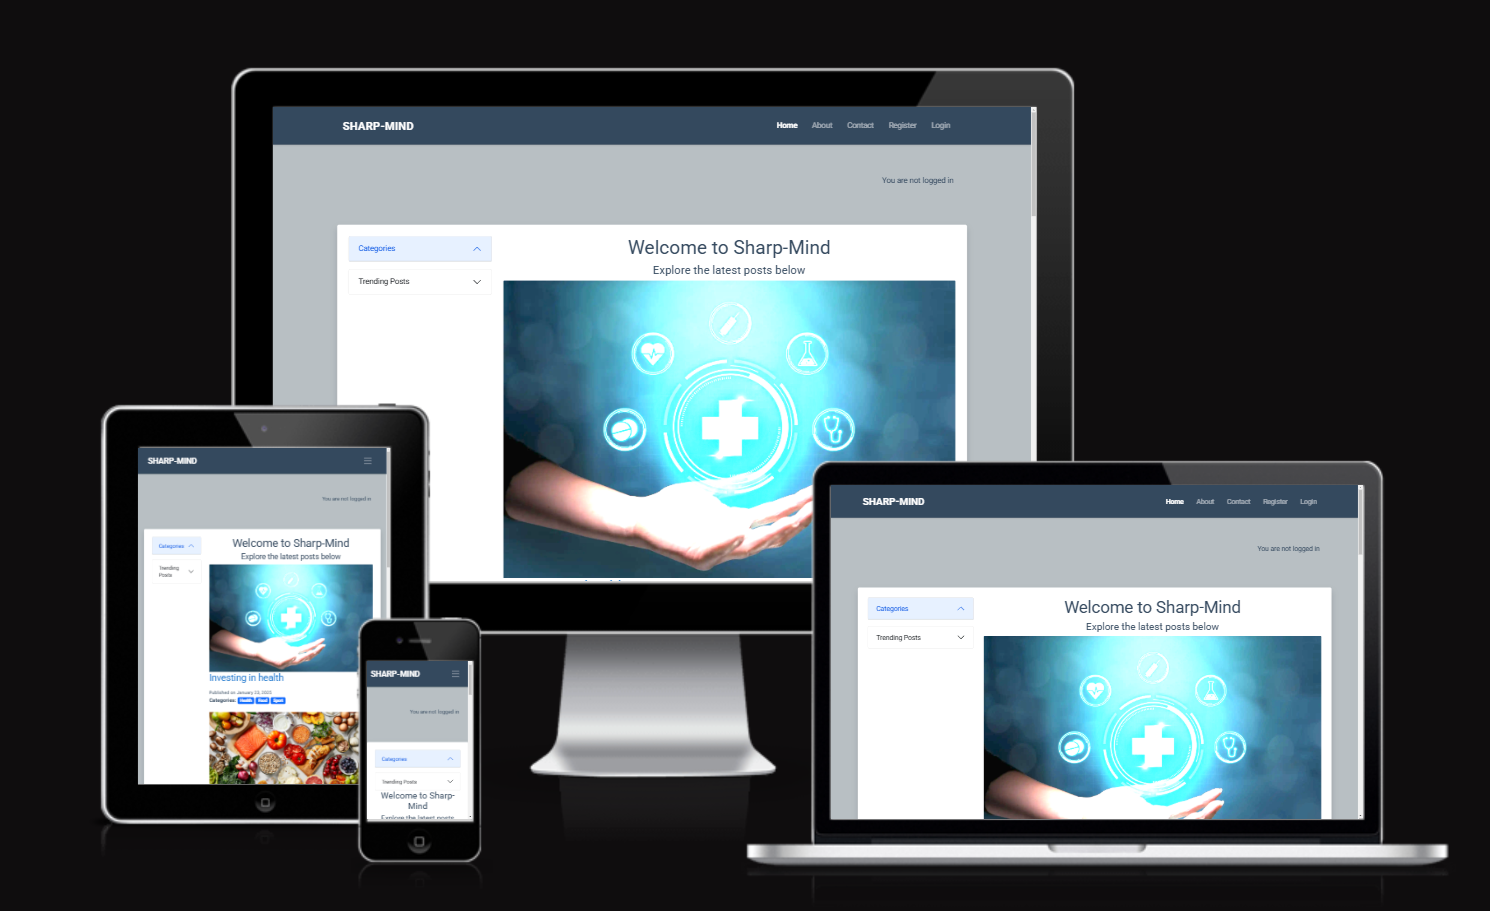 SHARP-MIND
Home About Contact Register Login
You are not logged in
Categories
Trending Posts
Welcome to Sharp-Mind
Explore the latest posts below
SHARP-MIND
You are not logged in
Categories
Trending
Posts
Welcome to Sharp-Mind
Explore the latest posts below
Investing in health
Published on January 23, 2022
Categories: Health Food Sport
SHARP-MIND
You are not logged in
Categories
Trending Posts
Welcome to Sharp-
Mind
Explore the latest posts
SHARP-MIND
Home About Contact Register Login
You are not logged in
Categories
Trending Posts
Welcome to Sharp-Mind
Explore the latest posts below